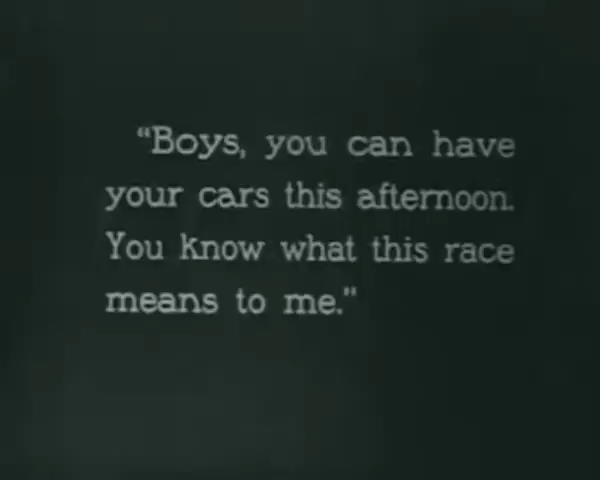 "Boys, you can have
your cars this afternoon.
You know what this race
means to me."